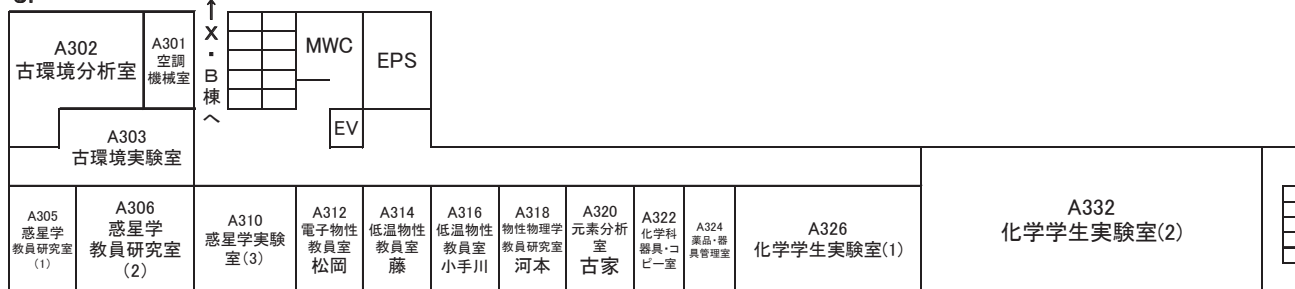 A302
古環境分析室
A301
空調
機械室
↑
X
・
B
棟
へ
MWC
EPS
EV
A303
古環境実験室
A305
惑星学
教員研究室
(1)
A306
惑星学
教員研究室
(2)
A310
惑星学実験
室(3)
A312
電子物性
教員室
松岡
A314
低温物性
教員室
藤
A316
低温物性
教員室
小手川
A318
物性物理学
教員研究室
河本
A320
元素分析
室
古家
A322
化学科
器具・コ
ピー室
A324
薬品・器
具管理室
A326
化学学生実験室(1)
A332
化学学生実験室(2)